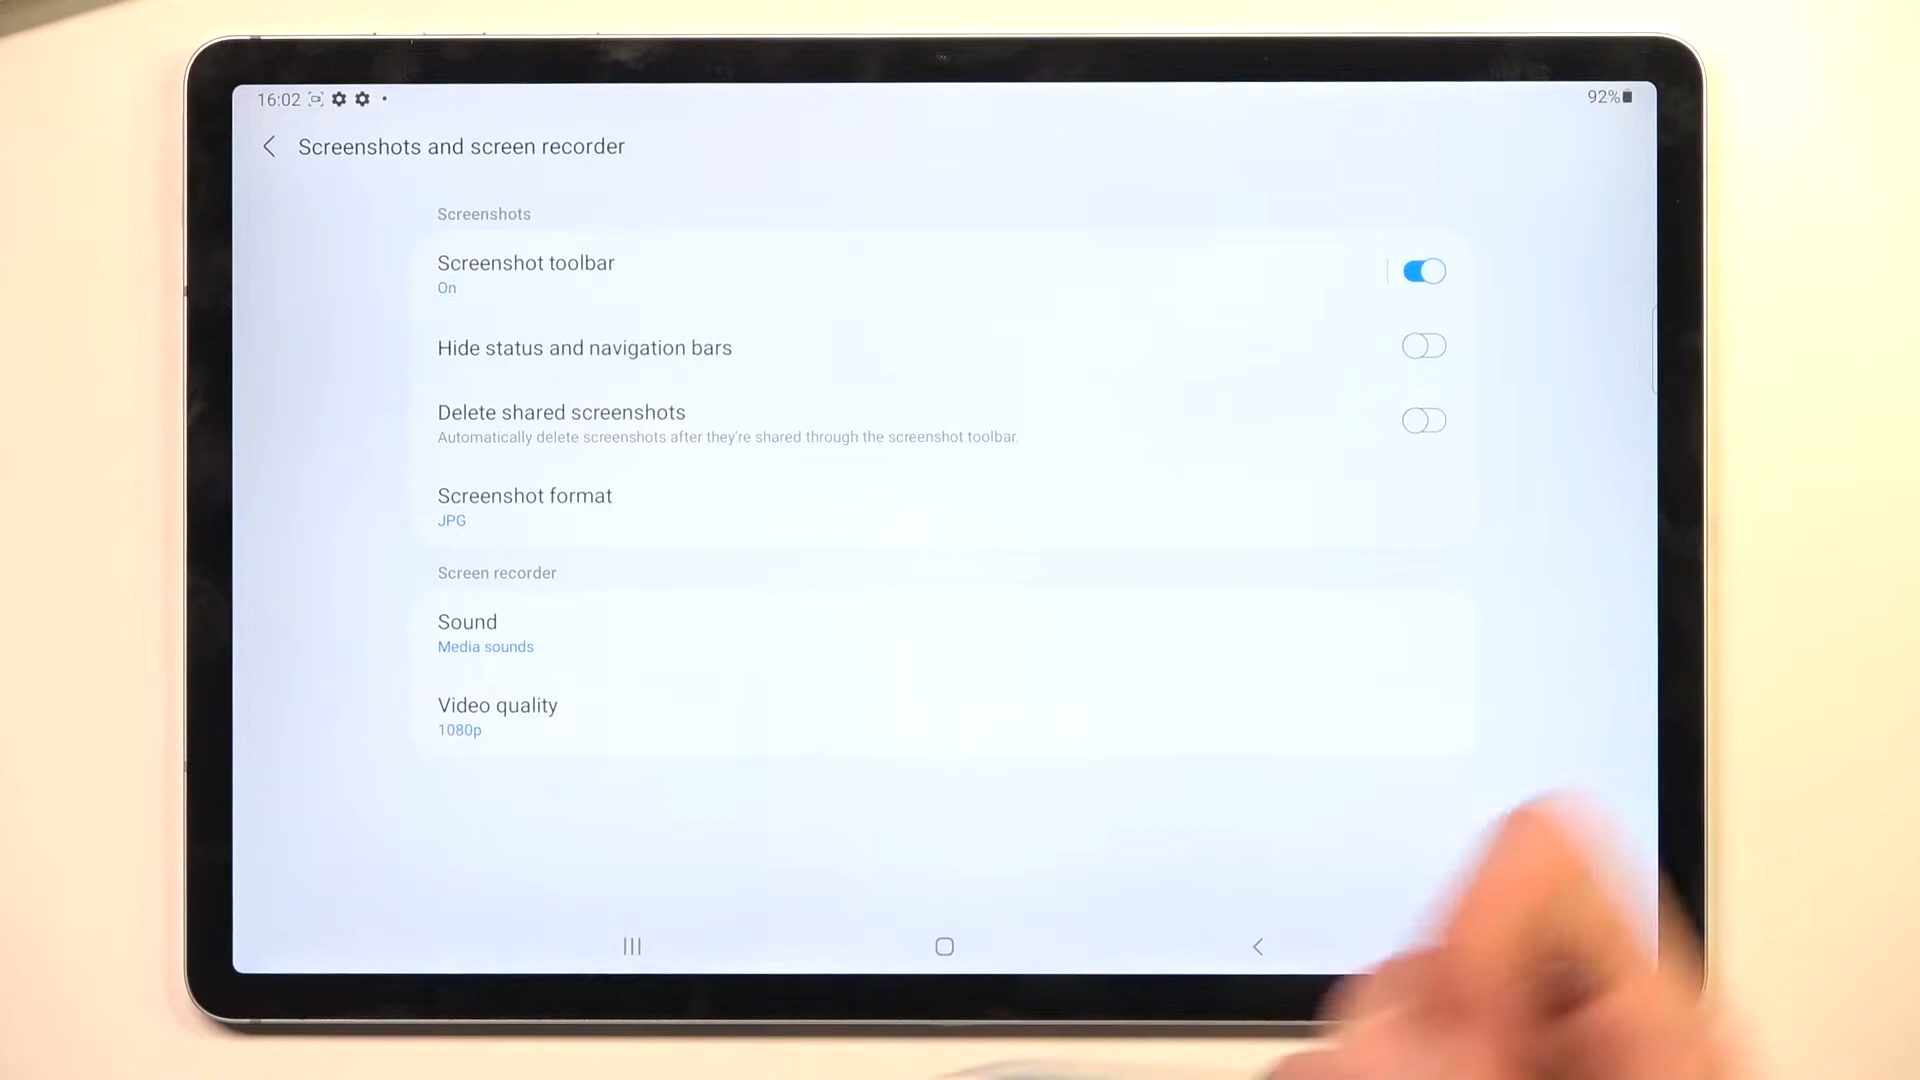 16:02
92%
Screenshots and screen recorder
Screenshots
Screenshot toolbar
On
Hide status and navigation bars
Delete shared screenshots
Automatically delete screenshots after they're shared through the screenshot toolbar.
Screenshot format
JPG
Screen recorder
Sound
Media sounds
Video quality
1080p